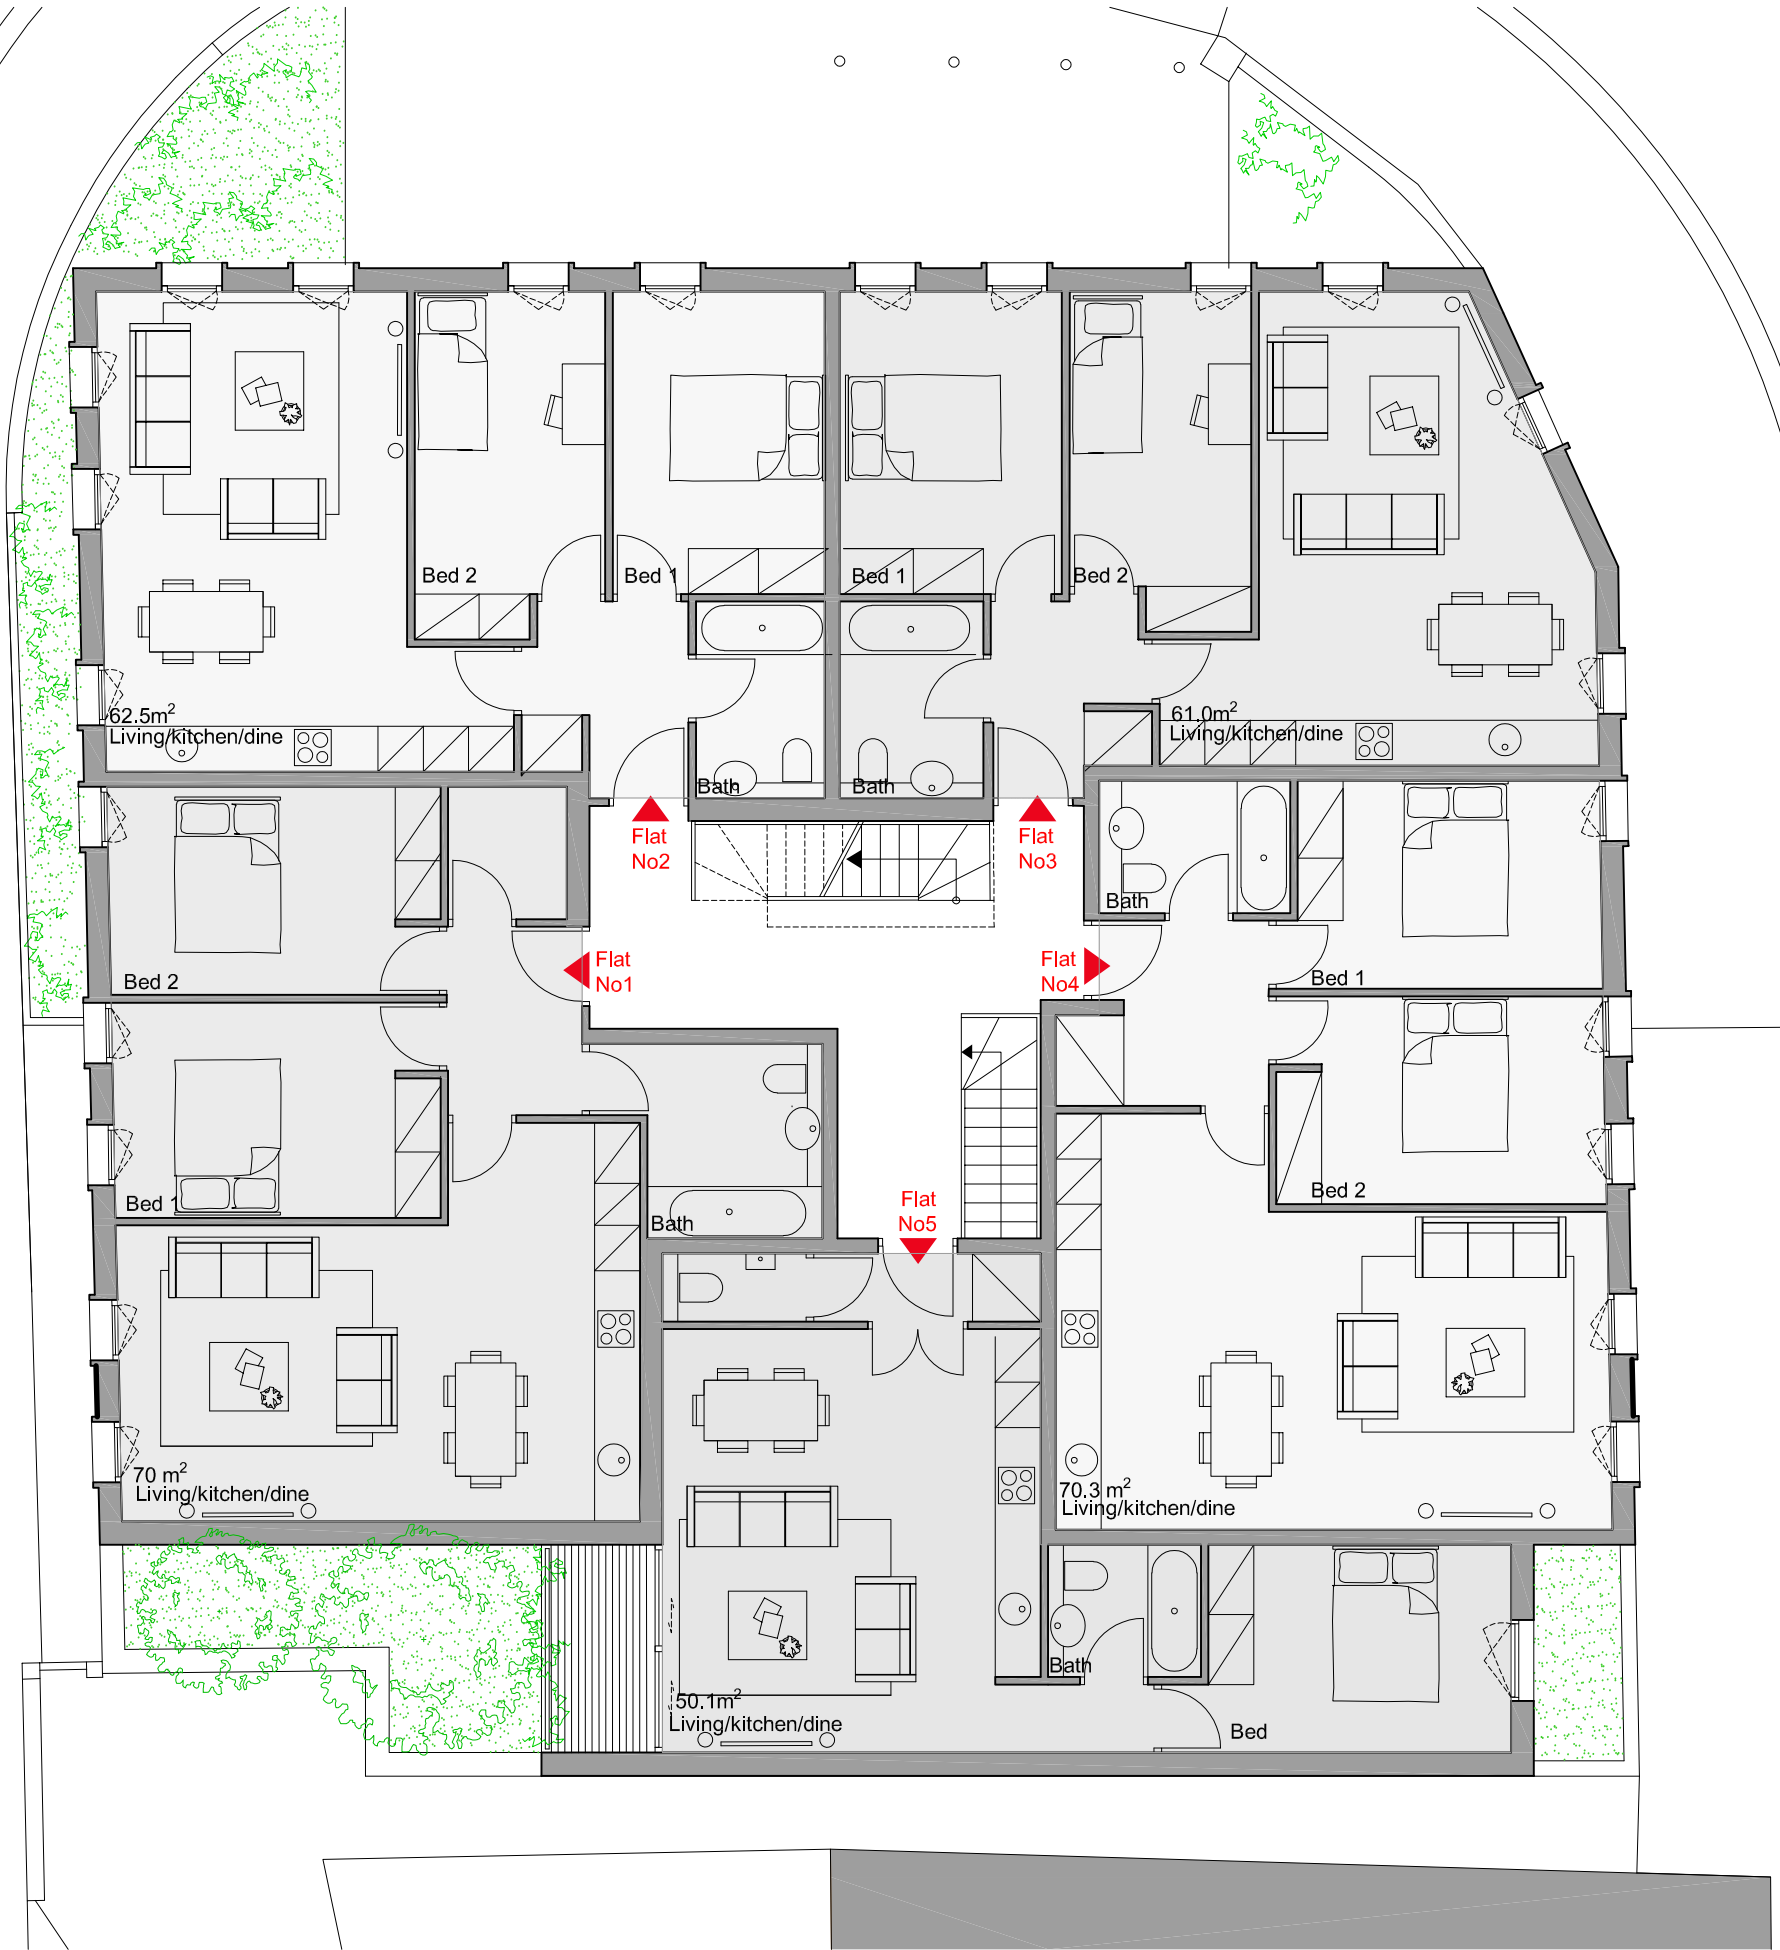 Bed 2
Bed 1
Bed 1
Bed 2
62.5m²
Living/kitchen/dine
61.0m²
Living/kitchen/dine
Bath
Bath
Flat
No2
Flat
No3
Bath
Bed 2
Flat
No1
Flat
No4
Bed 1
Bed 1
Bath
Flat
No5
Bed 2
70 m²
Living/kitchen/dine
70.3 m²
Living/kitchen/dine
50.1m²
Living/kitchen/dine
Bath
Bed